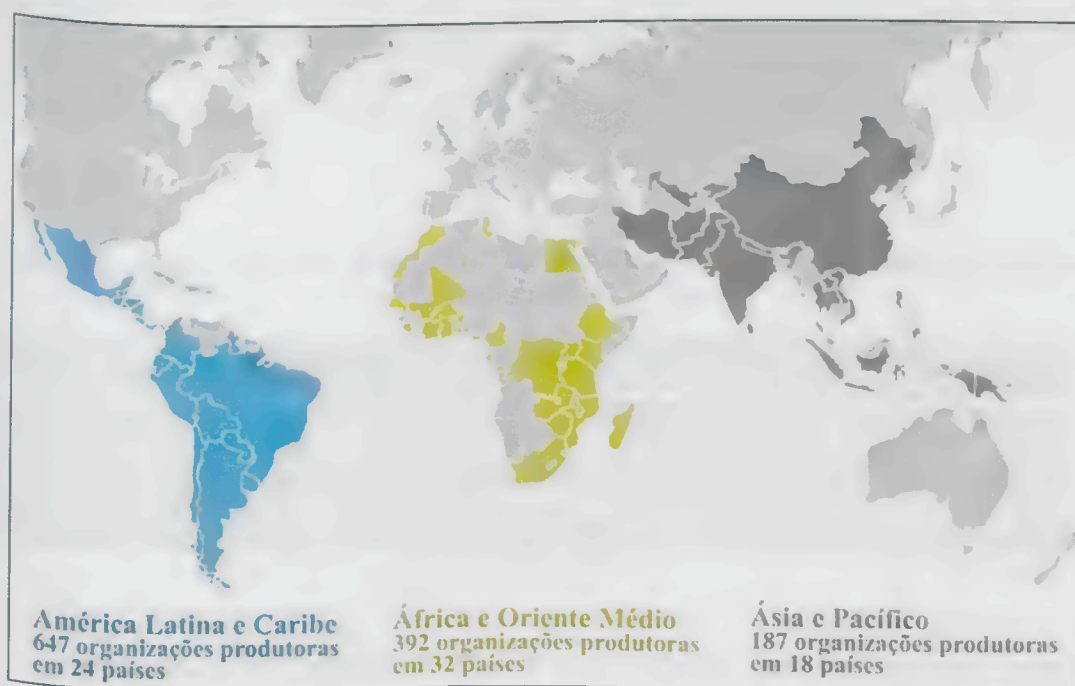 América Latina e Caribe
647 organizações produtoras
em 24 países
África e Oriente Médio
392 organizações produtoras
em 32 países
Ásia e Pacífico
187 organizações produtoras
em 18 países